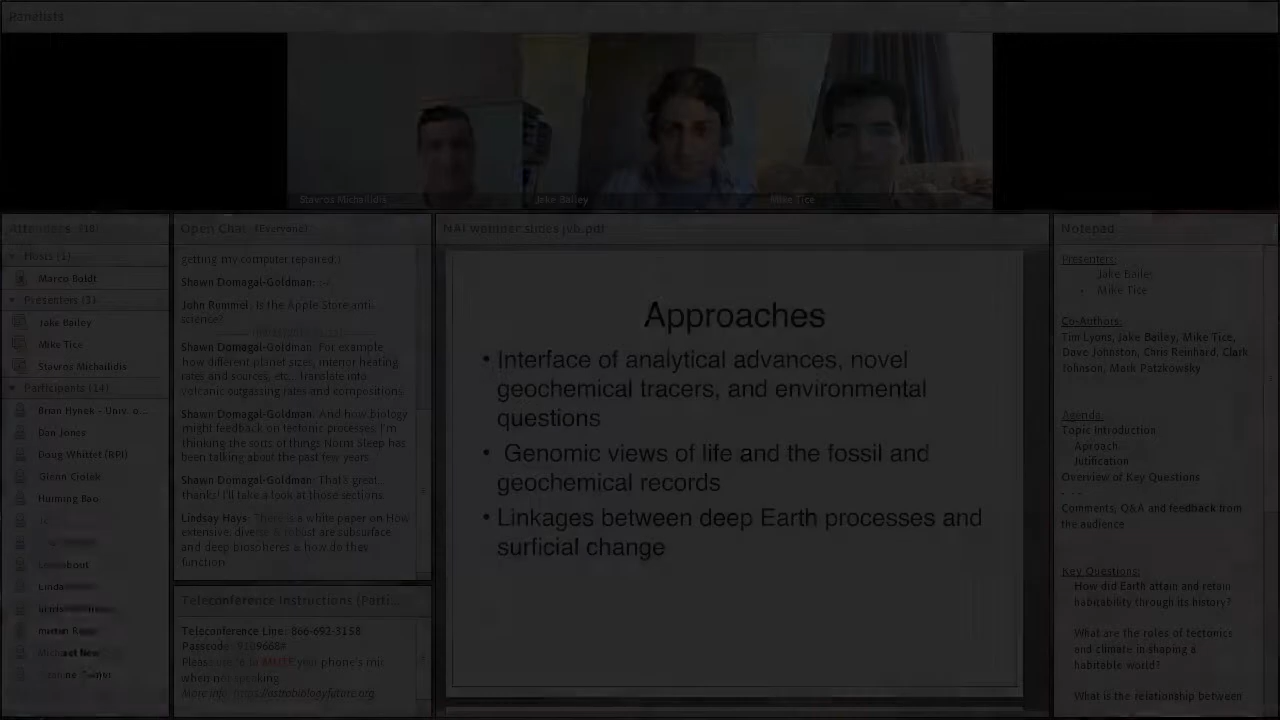 Panelists
Stavros Michailidis
Jake Bailey
Mike Tice
Attendees (18)
Hosts (1)
Marco Boldt
Presenters (3)
Jake Bailey
Mike Tice
Stavros Michailidis
Participants (14)
Brian Hynek - Univ. o...
Dan Jones
Doug Whittet (RPI)
Glenn Ciolek
Huiming Bao
Open Chat (Everyone)
getting my computer repaired.)
Shawn Domagal-Goldman: :-/
John Rummel: Is the Apple Store anti-
science?
Shawn Domagal-Goldman: For example
how different planet sizes, interior heating
rates and sources, etc... translate into
volcanic outgassing rates and compositions.
Shawn Domagal-Goldman: And how biology
might feedback on tectonic processes. I'm
thinking the sorts of things Norm Sleep has
been talking about the past few years.
Shawn Domagal-Goldman: That's great...
thanks! I'll take a look at those sections.
Lindsay Hays: There is a white paper on How
extensive, diverse & robust are subsurface
and deep biospheres & how do they
function
Teleconference Instructions (Parti...
Teleconference Line: 866-692-3158
Passcode: 9109668#
Please be sure to MUTE your phone's mic
when not speaking.
More info: https://astrobiologyfuture.org
NAI webinar slides jvb.pdf
Approaches
• Interface of analytical advances, novel
geochemical tracers, and environmental
questions
• Genomic views of life and the fossil and
geochemical records
• Linkages between deep Earth processes and
surficial change
Notepad
Presenters:
Jake Bailey
Mike Tice
Co-Authors:
Tim Lyons, Jake Bailey, Mike Tice,
Dave Johnston, Chris Reinhard, Clark
Johnson, Mark Patzkowsky
Agenda:
Topic Introduction
Aproach
Jutification
Overview of Key Questions
- - -
Comments, Q&A and feedback from
the audience
Key Questions:
How did Earth attain and retain
habitability through its history?
What are the roles of tectonics
and climate in shaping a
habitable world?
What is the relationship between